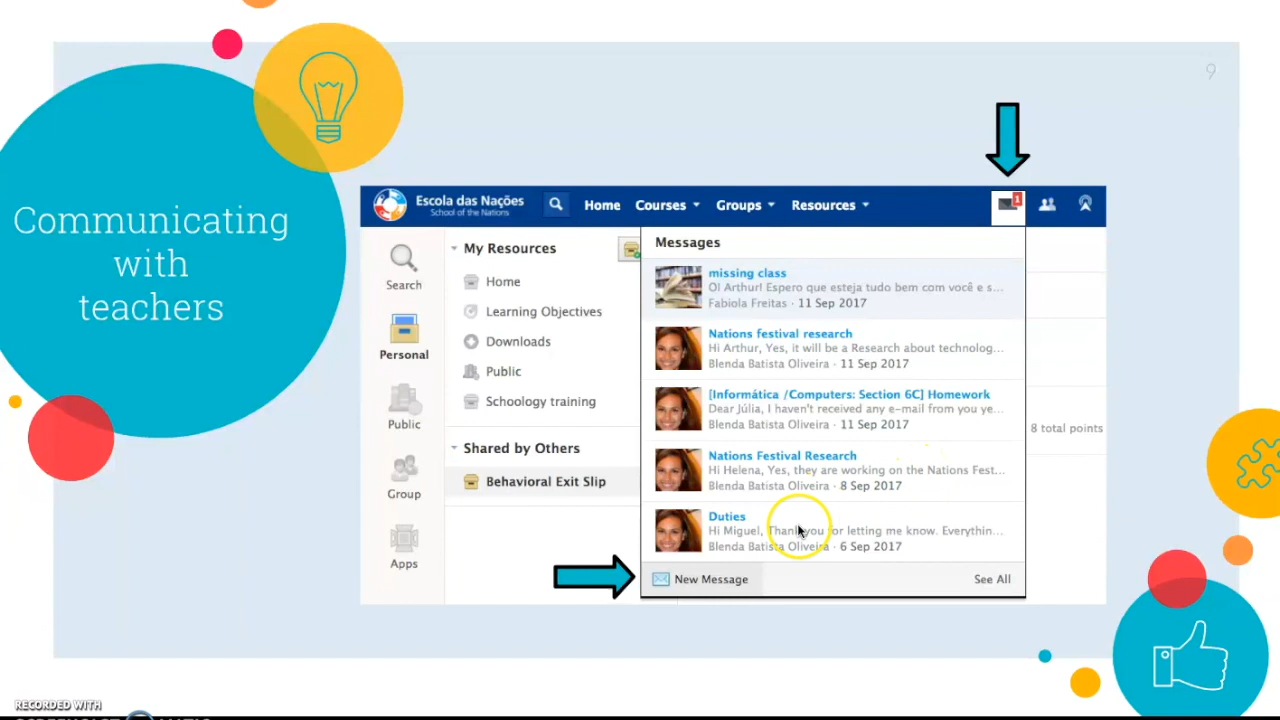 9
Communicating
with
teachers
Escola das Nações
School of the Nations
Home
Courses
Groups
Resources
1
Search
Personal
Public
Group
Apps
My Resources
Home
Learning Objectives
Downloads
Public
Schoology training
Shared by Others
Behavioral Exit Slip
Messages
missing class
Ol Arthur! Espero que esteja tudo bem com você e s...
Fabiola Freitas · 11 Sep 2017
Nations festival research
Hi Arthur, Yes, it will be a Research about technolog...
Blenda Batista Oliveira · 11 Sep 2017
[Informática /Computers: Section 6C] Homework
Dear Júlia, I haven't received any e-mail from you ye...
Blenda Batista Oliveira · 11 Sep 2017
Nations Festival Research
Hi Helena, Yes, they are working on the Nations Fest...
Blenda Batista Oliveira · 8 Sep 2017
Duties
Hi Miguel, Thank you for letting me know. Everythin...
Blenda Batista Oliveira · 6 Sep 2017
New Message
See All
8 total points
RECORDED WITH